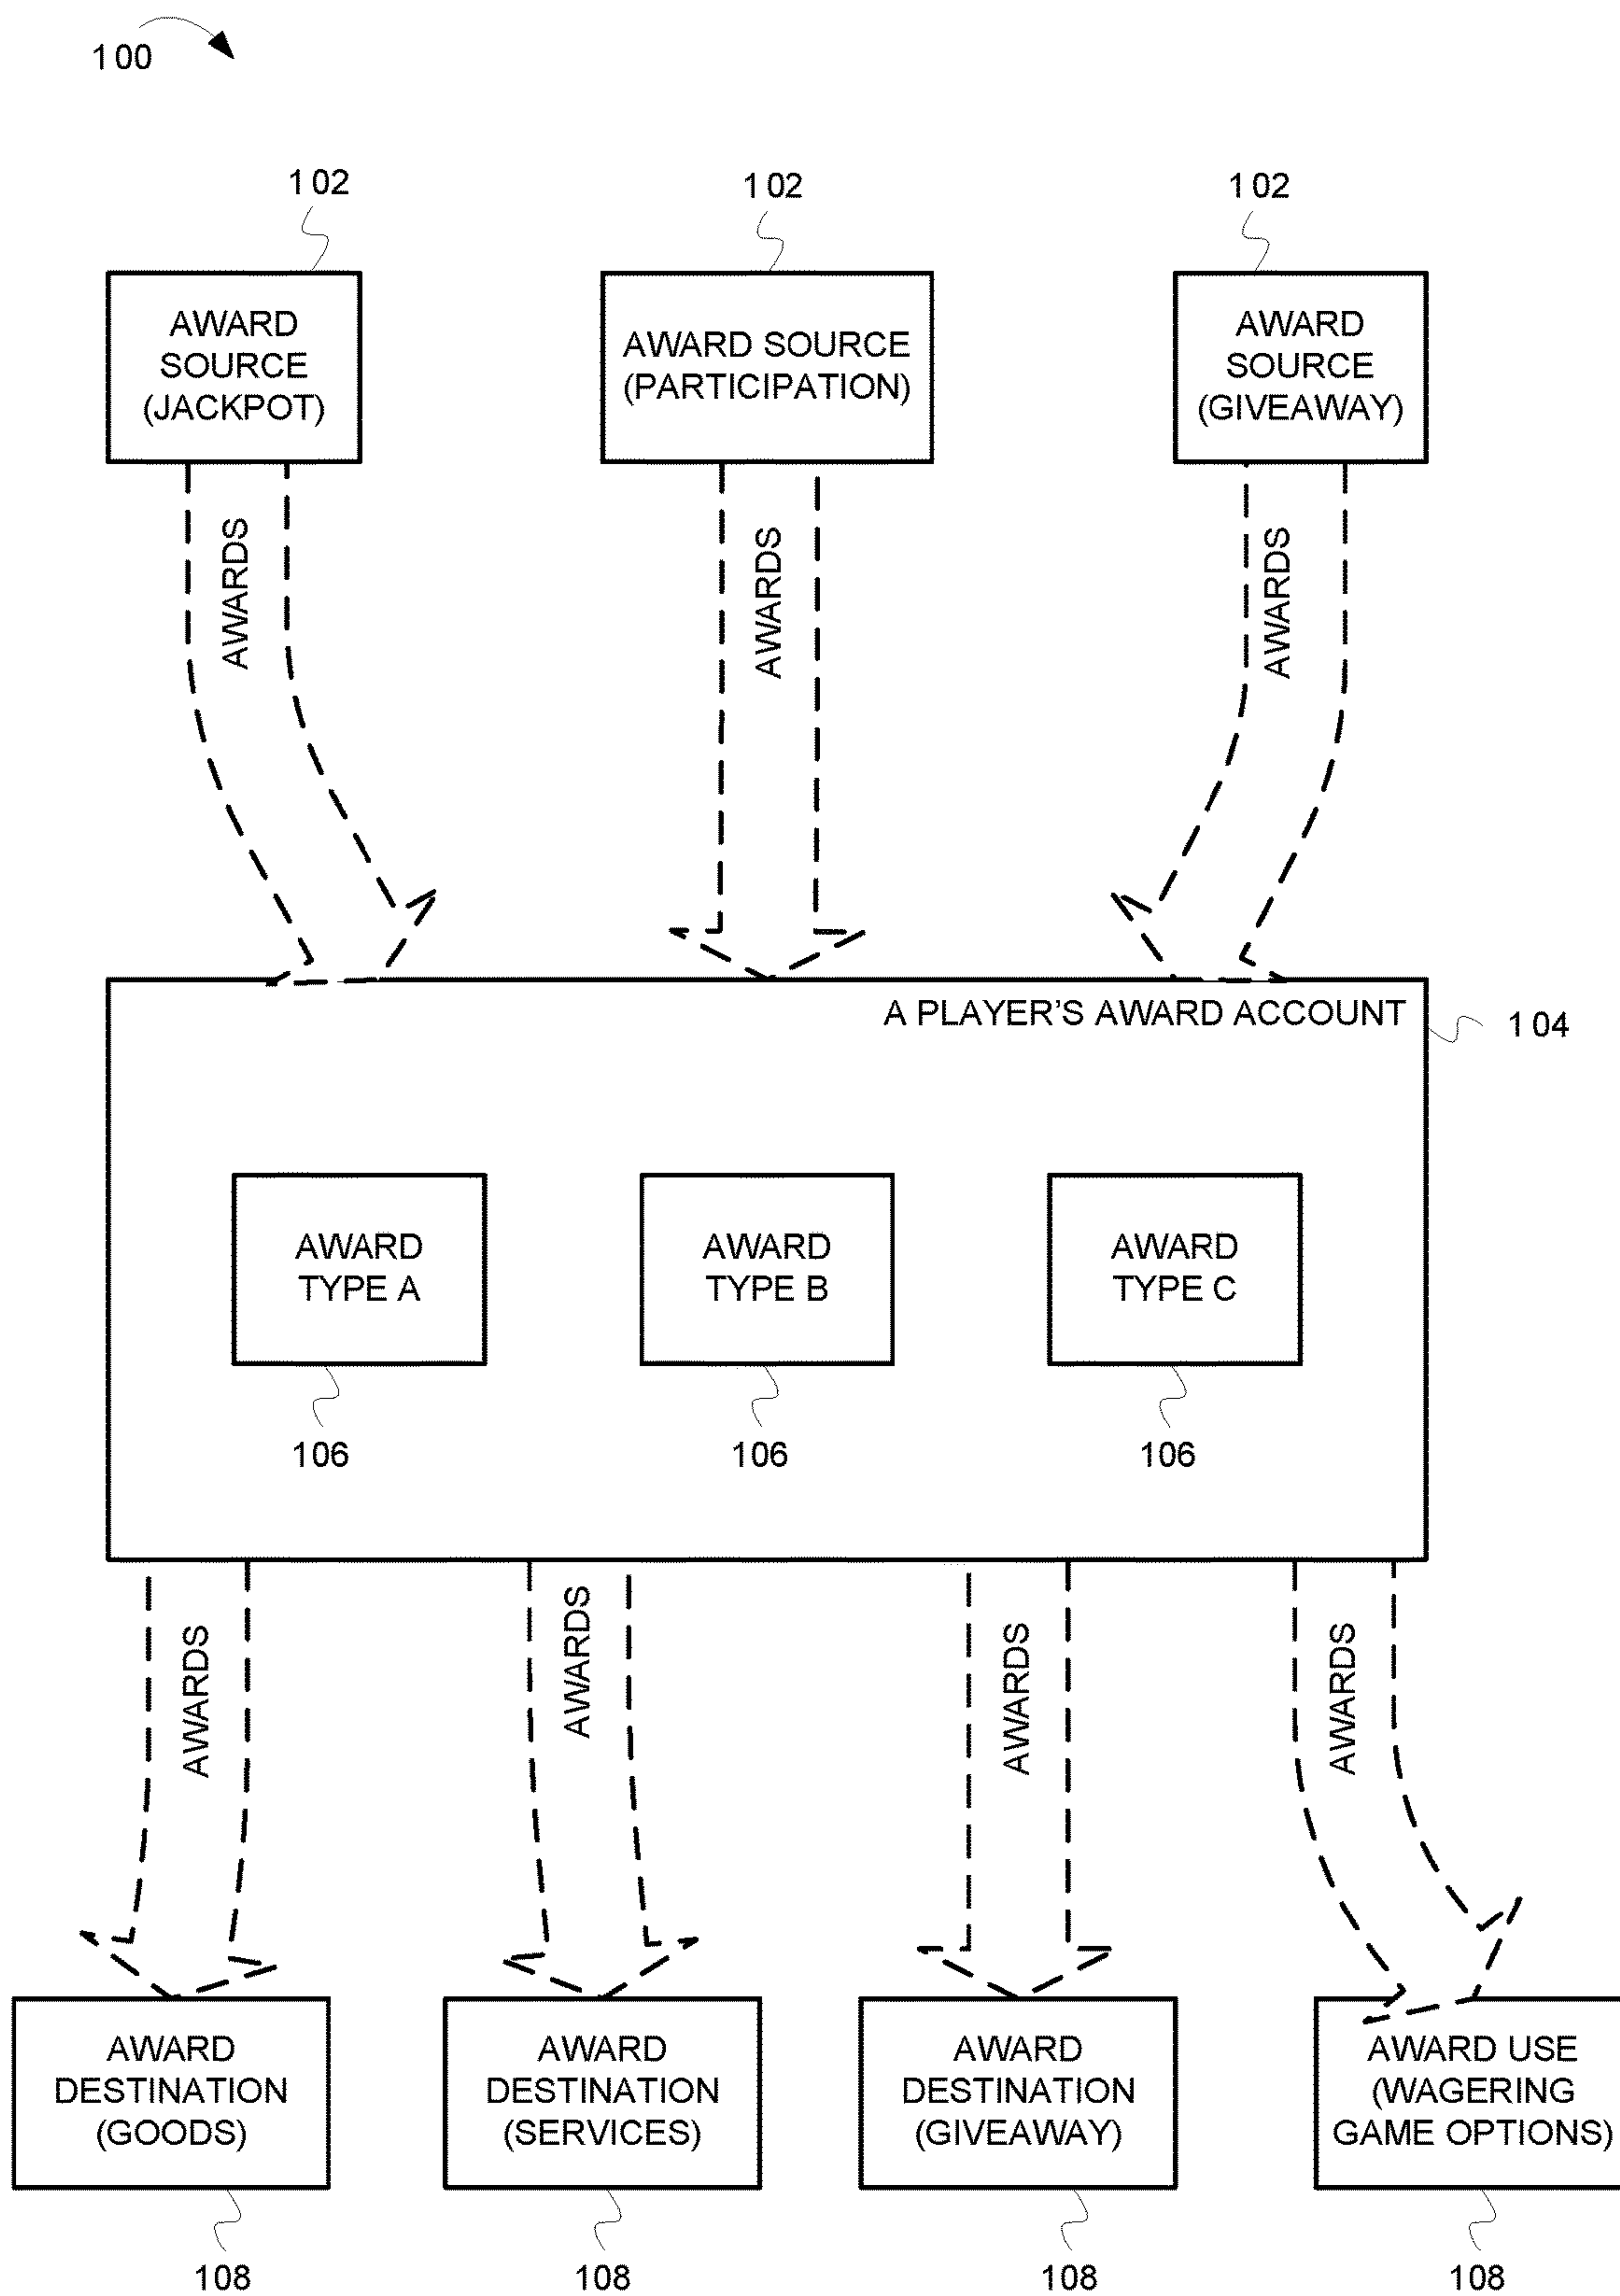 100
102
102
102
AWARD
SOURCE
(JACKPOT)
AWARD SOURCE
(PARTICIPATION)
AWARD
SOURCE
(GIVEAWAY)
AWARDS
AWARDS
AWARDS
A PLAYER'S AWARD ACCOUNT
104
AWARD
TYPE A
AWARD
TYPE B
AWARD
TYPE C
106
106
106
AWARDS
AWARDS
AWARDS
AWARDS
AWARD
DESTINATION
(GOODS)
AWARD
DESTINATION
(SERVICES)
AWARD
DESTINATION
(GIVEAWAY)
AWARD USE
(WAGERING
GAME OPTIONS)
108
108
108
108